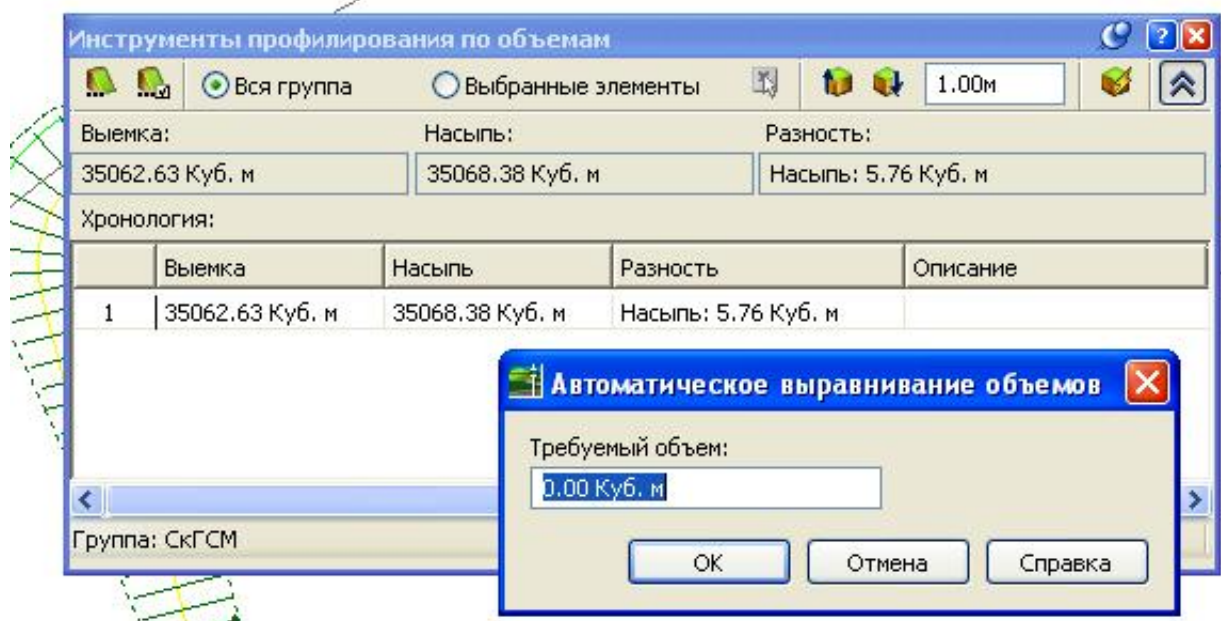 Инструменты профилирования по объемам
Вся группа Выбранные элементы 1.00м
Выемка: Насыпь: Разность:
35062.63 Куб. м 35068.38 Куб. м Насыпь: 5.76 Куб. м
Хронология:
Выемка Насыпь Разность Описание
1 35062.63 Куб. м 35068.38 Куб. м Насыпь: 5.76 Куб. м
Автоматическое выравнивание объемов
Требуемый объем:
0.00 Куб. м
Группа: СкГСМ
OK Отмена Справка